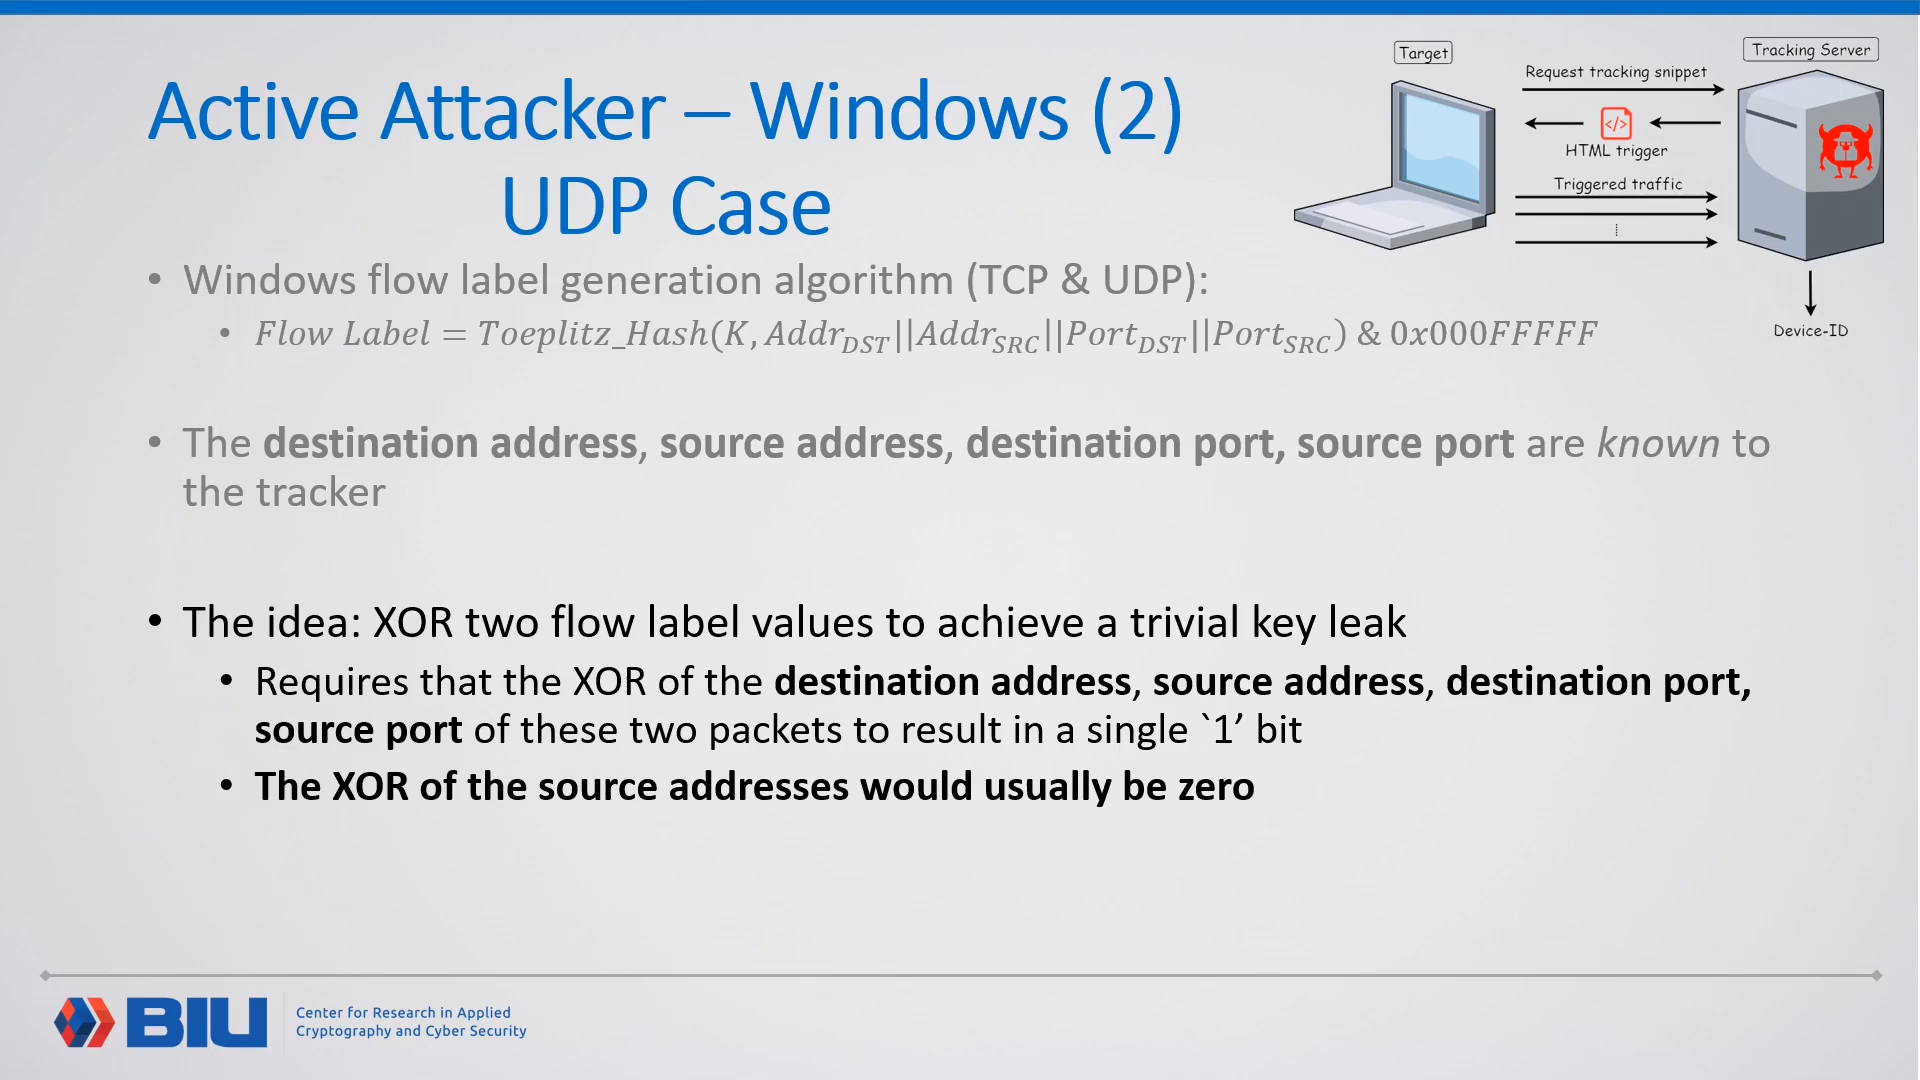 Active Attacker – Windows (2)
UDP Case
Target
Tracking Server
Request tracking snippet
</>
HTML trigger
Triggered traffic
Device-ID
• Windows flow label generation algorithm (TCP & UDP):
• Flow Label = Toeplitz_Hash(K, Addr_DST||Addr_SRC||Port_DST||Port_SRC) & 0x000FFFFF
• The destination address, source address, destination port, source port are known to
the tracker
• The idea: XOR two flow label values to achieve a trivial key leak
• Requires that the XOR of the destination address, source address, destination port,
source port of these two packets to result in a single `1’ bit
• The XOR of the source addresses would usually be zero
BIU
Center for Research in Applied
Cryptography and Cyber Security